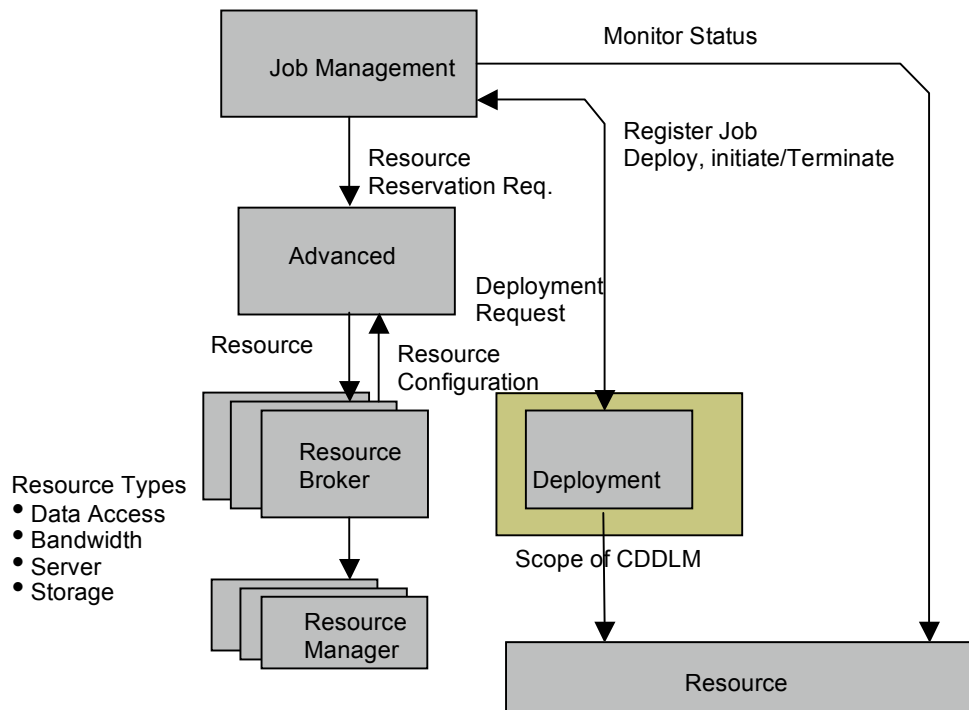 Monitor Status
Job Management
Register Job
Deploy, initiate/Terminate
Resource
Reservation Req.
Advanced
Deployment
Request
Resource
Resource
Configuration
Resource
Broker
Deployment
Resource Types
• Data Access
• Bandwidth
• Server
• Storage
Scope of CDDLM
Resource
Manager
Resource